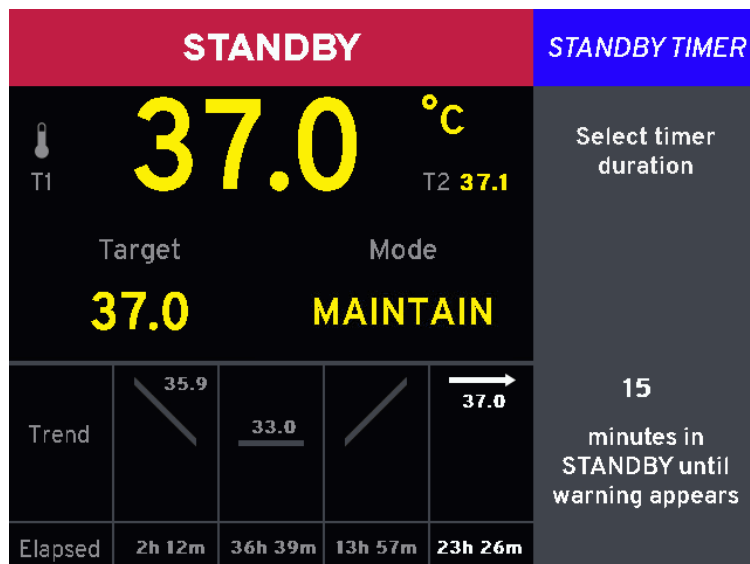 STANDBY
STANDBY TIMER
37.0 °C
T1
T2 37.1
Select timer
duration
Target
Mode
37.0
MAINTAIN
Trend
35.9
33.0
37.0
15
minutes in
STANDBY until
warning appears
Elapsed
2h 12m
36h 39m
13h 57m
23h 26m